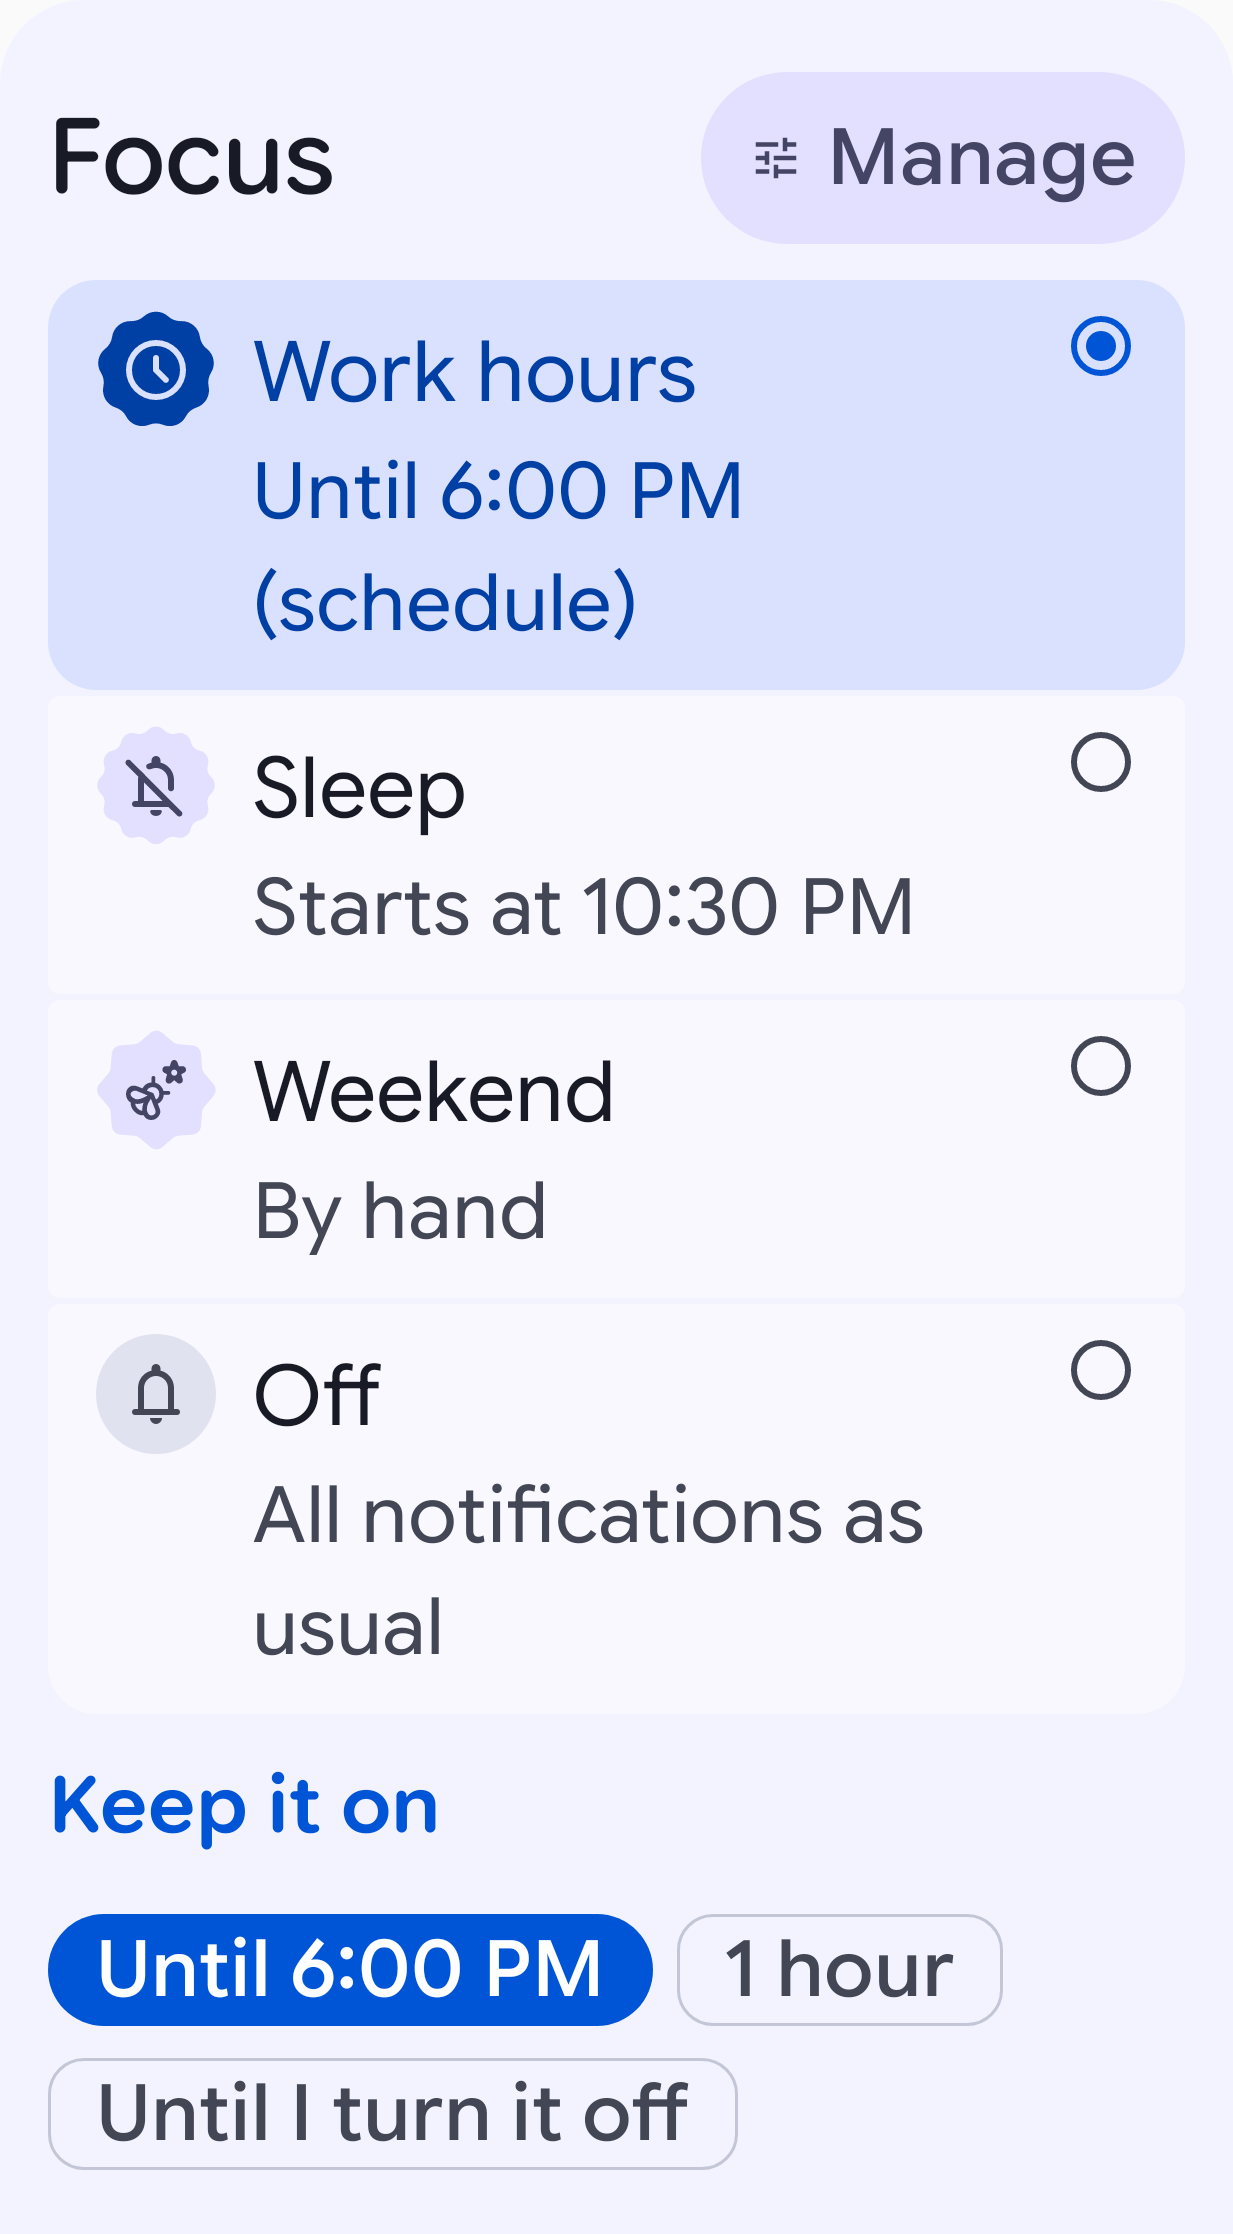 Focus
Manage
Work hours
Until 6:00 PM
(schedule)
Sleep
Starts at 10:30 PM
Weekend
By hand
Off
All notifications as
usual
Keep it on
Until 6:00 PM
1 hour
Until I turn it off